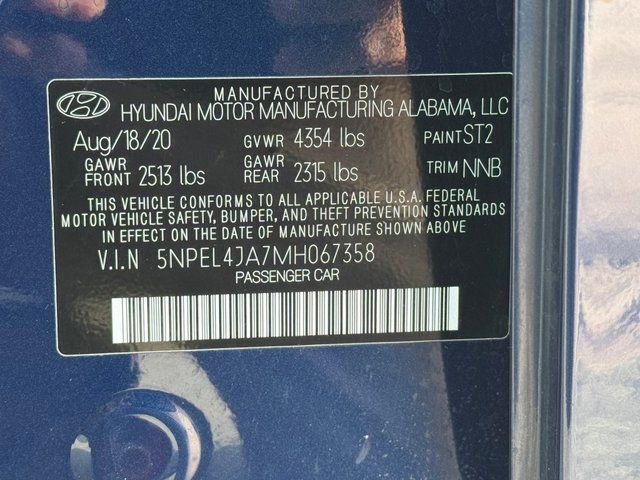 MANUFACTURED BY
HYUNDAI MOTOR MANUFACTURING ALABAMA, LLC
Aug/18/20 GVWR 4354 lbs PAINT ST2
GAWR FRONT 2513 lbs GAWR REAR 2315 lbs TRIM NNB
THIS VEHICLE CONFORMS TO ALL APPLICABLE U.S.A. FEDERAL
MOTOR VEHICLE SAFETY, BUMPER, AND THEFT PREVENTION STANDARDS
IN EFFECT ON THE DATE OF MANUFACTURE SHOWN ABOVE
V.I.N 5NPEL4JA7MH067358
PASSENGER CAR